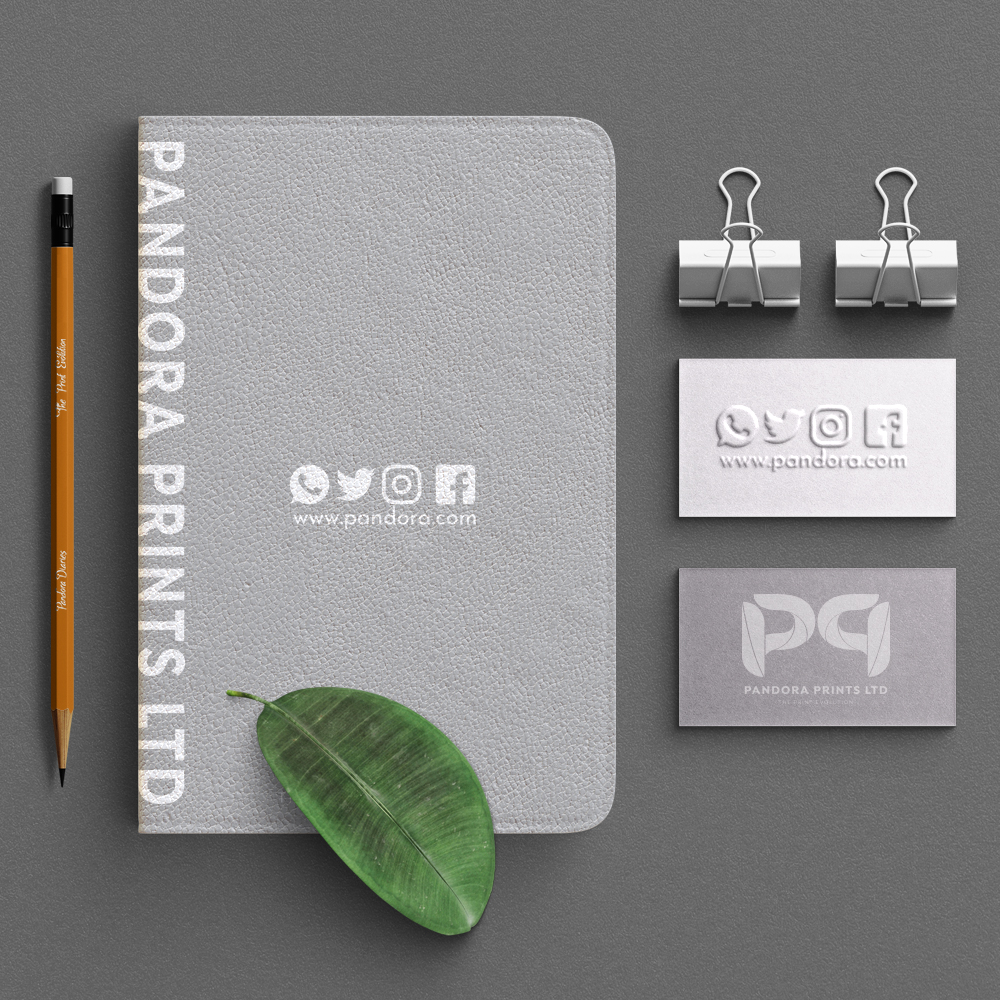 The Print Evolution
Pandora Diaries
PANDORA PRINTS LTD
www.pandora.com
www.pandora.com
PP
PANDORA PRINTS LTD
THE PRINT EVOLUTION